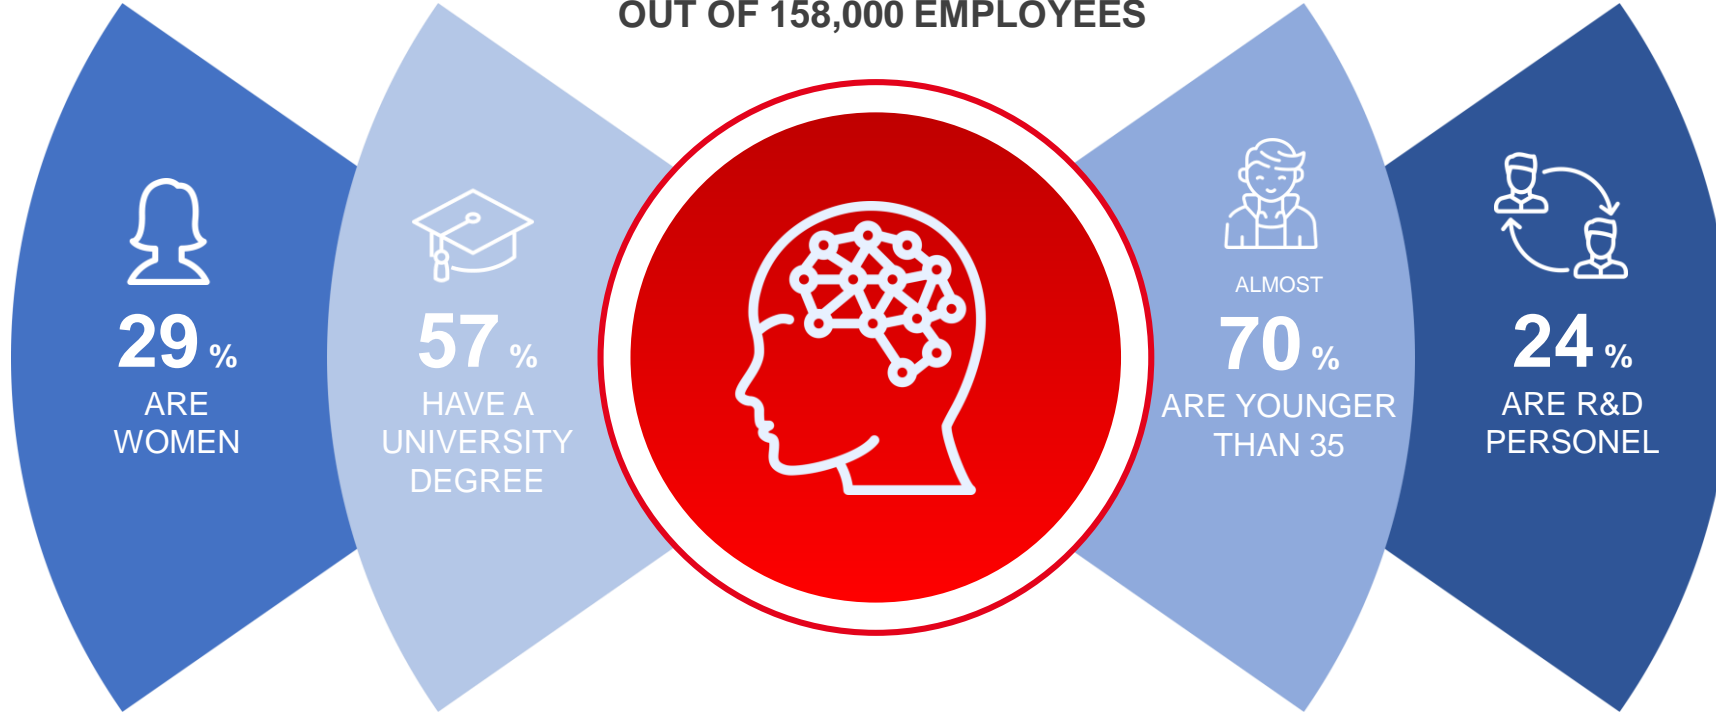 OUT OF 158,000 EMPLOYEES
29 %
ARE
WOMEN
57 %
HAVE A
UNIVERSITY
DEGREE
ALMOST
70 %
ARE YOUNGER
THAN 35
24 %
ARE R&D
PERSONEL